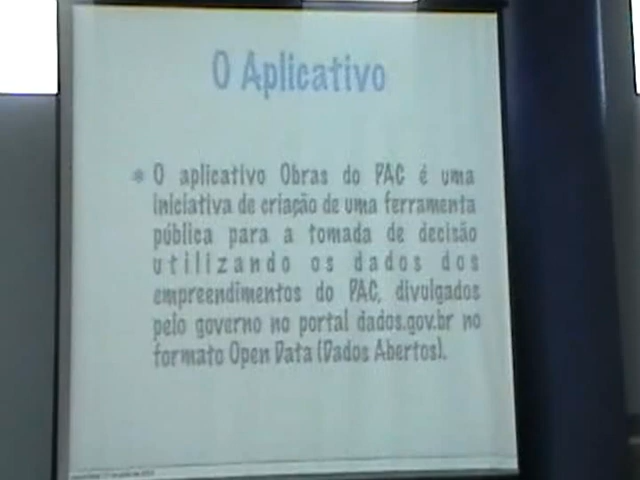 O Aplicativo
* O aplicativo Obras do PAC é uma
iniciativa de criação de uma ferramenta
pública para a tomada de decisão
utilizando os dados dos
empreendimentos do PAC, divulgados
pelo governo no portal dados.gov.br no
formato Open Data (Dados Abertos).